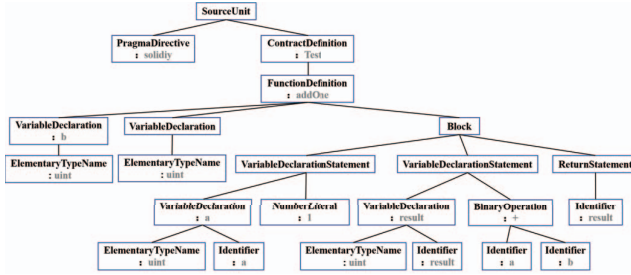 SourceUnit
PragmaDirective
: solidiy
ContractDefinition
: Test
FunctionDefinition
: addOne
VariableDeclaration
: b
VariableDeclaration
Block
ElementaryTypeName
: uint
ElementaryTypeName
: uint
VariableDeclarationStatement
VariableDeclarationStatement
ReturnStatement
VariableDeclaration
: a
NumberLiteral
: 1
VariableDeclaration
: result
BinaryOperation
: +
Identifier
: result
ElementaryTypeName
: uint
Identifier
: a
ElementaryTypeName
: uint
Identifier
: result
Identifier
: a
Identifier
: b